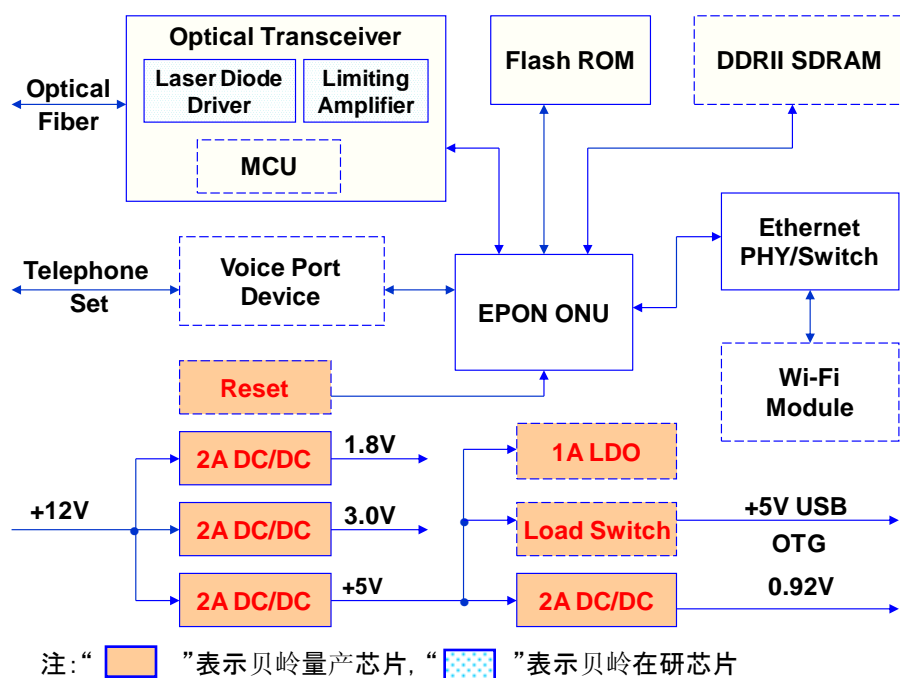 Optical Transceiver
Laser Diode
Driver
Limiting
Amplifier
MCU
Flash ROM
DDRII SDRAM
Optical
Fiber
Ethernet
PHY/Switch
Telephone
Set
Voice Port
Device
EPON ONU
Wi-Fi
Module
Reset
2A DC/DC
1.8V
1A LDO
+12V
2A DC/DC
3.0V
Load Switch
+5V USB
OTG
2A DC/DC
+5V
2A DC/DC
0.92V
注:“ ”表示贝岭量产芯片, “ ”表示贝岭在研芯片